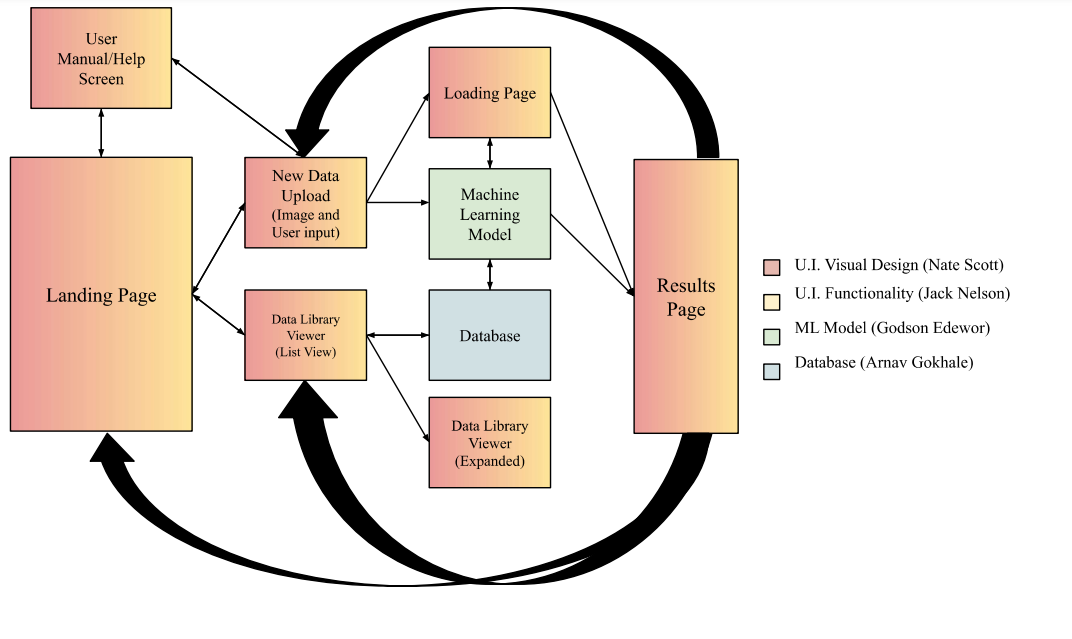 User
Manual/Help
Screen
Landing Page
New Data
Upload
(Image and
User input)
Data Library
Viewer
(List View)
Loading Page
Machine
Learning
Model
Database
Data Library
Viewer
(Expanded)
Results
Page
U.I. Visual Design (Nate Scott)
U.I. Functionality (Jack Nelson)
ML Model (Godson Edewor)
Database (Arnav Gokhale)